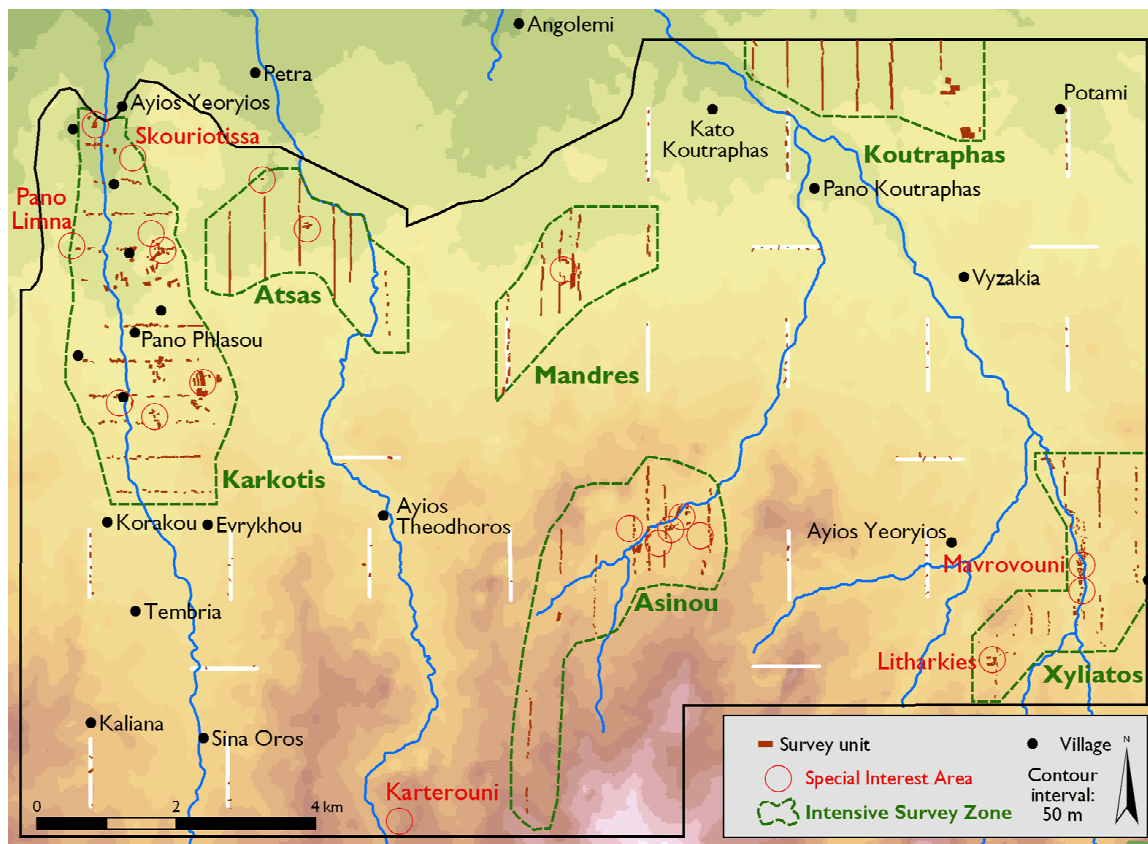 Angolemi
Petra
Ayios Yeoryios
Skouriotissa
Potami
Kato
Koutraphas
Koutraphas
Pano Koutraphas
Pano
Limna
Atsas
Vyzakia
Pano Phlasou
Mandres
Karkotis
Korakou
Evrykhou
Ayios
Theodhoros
Ayios Yeoryios
Mavrovouni
Asinou
Tembria
Litharkies
Xyliatos
Kaliana
Sina Oros
Karterouni
0 2 4 km
Survey unit
Special Interest Area
Intensive Survey Zone
Village
Contour
interval:
50 m
N